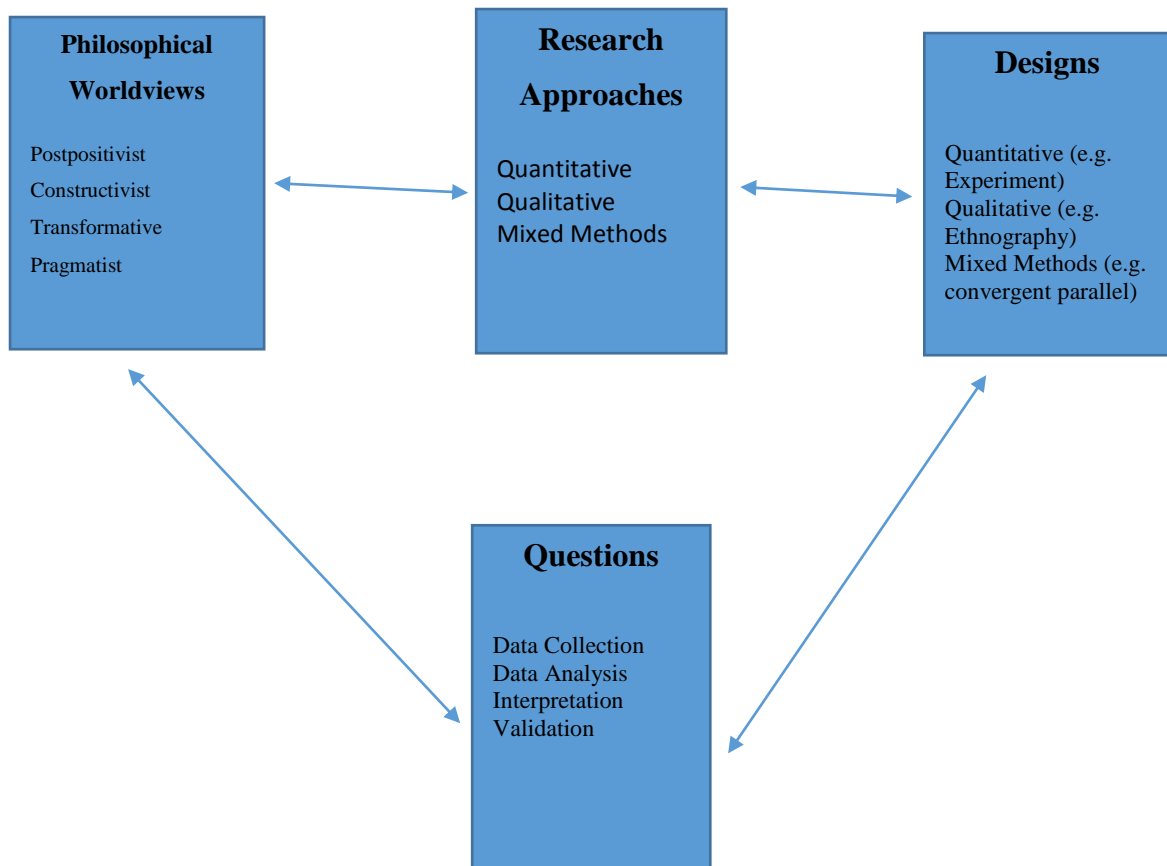 Philosophical
Worldviews
Postpositivist
Constructivist
Transformative
Pragmatist
Research
Approaches
Quantitative
Qualitative
Mixed Methods
Designs
Quantitative (e.g.
Experiment)
Qualitative (e.g.
Ethnography)
Mixed Methods (e.g.
convergent parallel)
Questions
Data Collection
Data Analysis
Interpretation
Validation